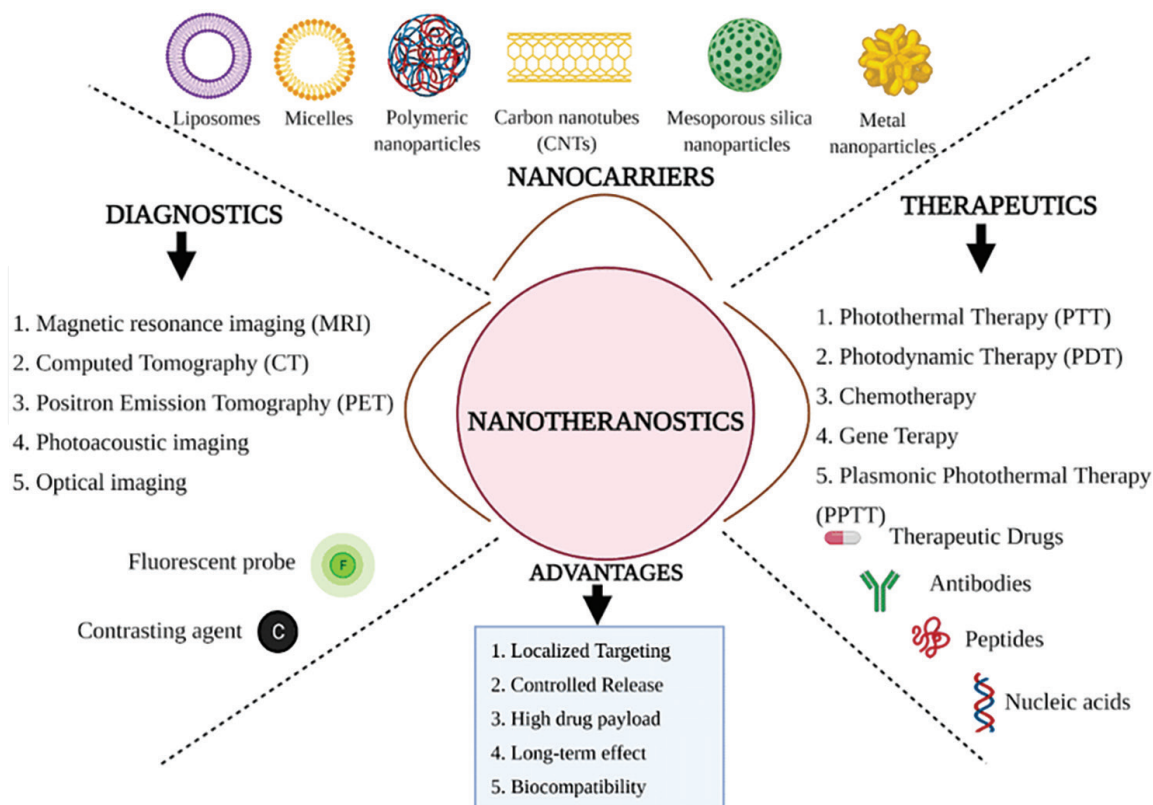 Liposomes
Micelles
Polymeric
nanoparticles
Carbon nanotubes
(CNTs)
Mesoporous silica
nanoparticles
Metal
nanoparticles
NANOCARRIERS
DIAGNOSTICS
1. Magnetic resonance imaging (MRI)
2. Computed Tomography (CT)
3. Positron Emission Tomography (PET)
4. Photoacoustic imaging
5. Optical imaging
Fluorescent probe
F
Contrasting agent
C
NANOTHERANOSTICS
THERAPEUTICS
1. Photothermal Therapy (PTT)
2. Photodynamic Therapy (PDT)
3. Chemotherapy
4. Gene Terapy
5. Plasmonic Photothermal Therapy
(PPTT)
Therapeutic Drugs
Antibodies
Peptides
Nucleic acids
ADVANTAGES
1. Localized Targeting
2. Controlled Release
3. High drug payload
4. Long-term effect
5. Biocompatibility